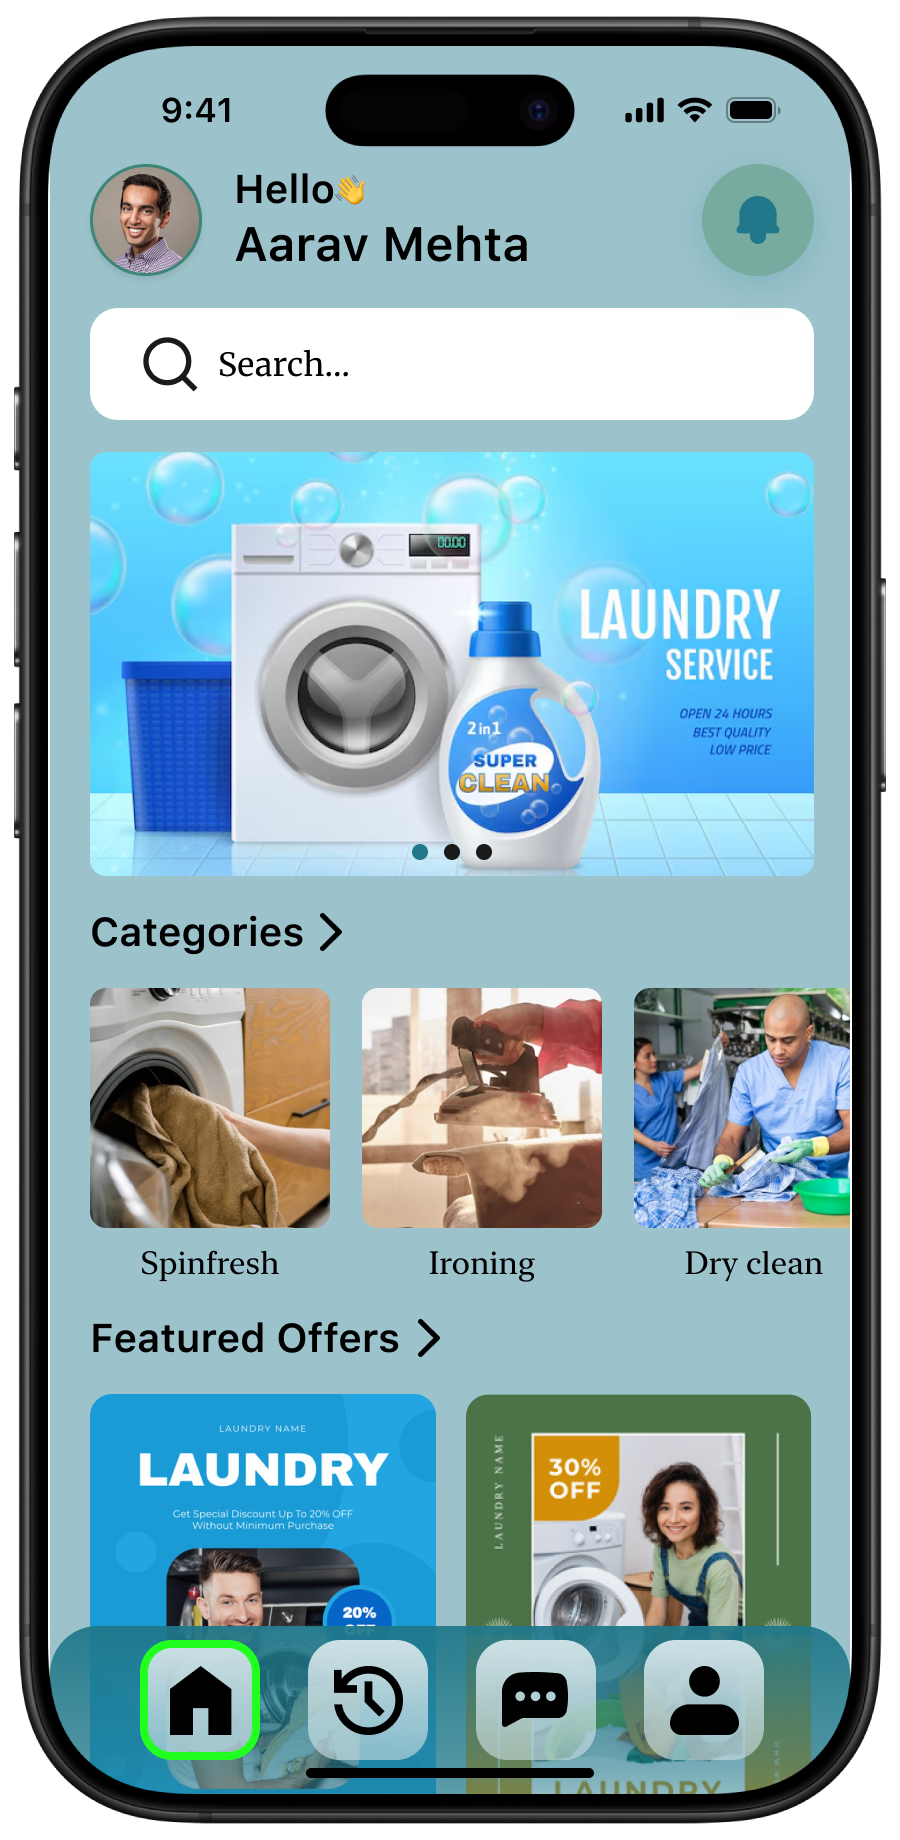 9:41
Hello👋
Aarav Mehta
Search...
00:00
LAUNDRY
SERVICE
OPEN 24 HOURS
BEST QUALITY
LOW PRICE
2in1
SUPER
CLEAN
Categories
Spinfresh
Ironing
Dry clean
Featured Offers
LAUNDRY NAME
LAUNDRY
Get Special Discount Up To 20% OFF
Without Minimum Purchase
20%
OFF
LAUNDRY NAME
30%
OFF
LAUNDRY